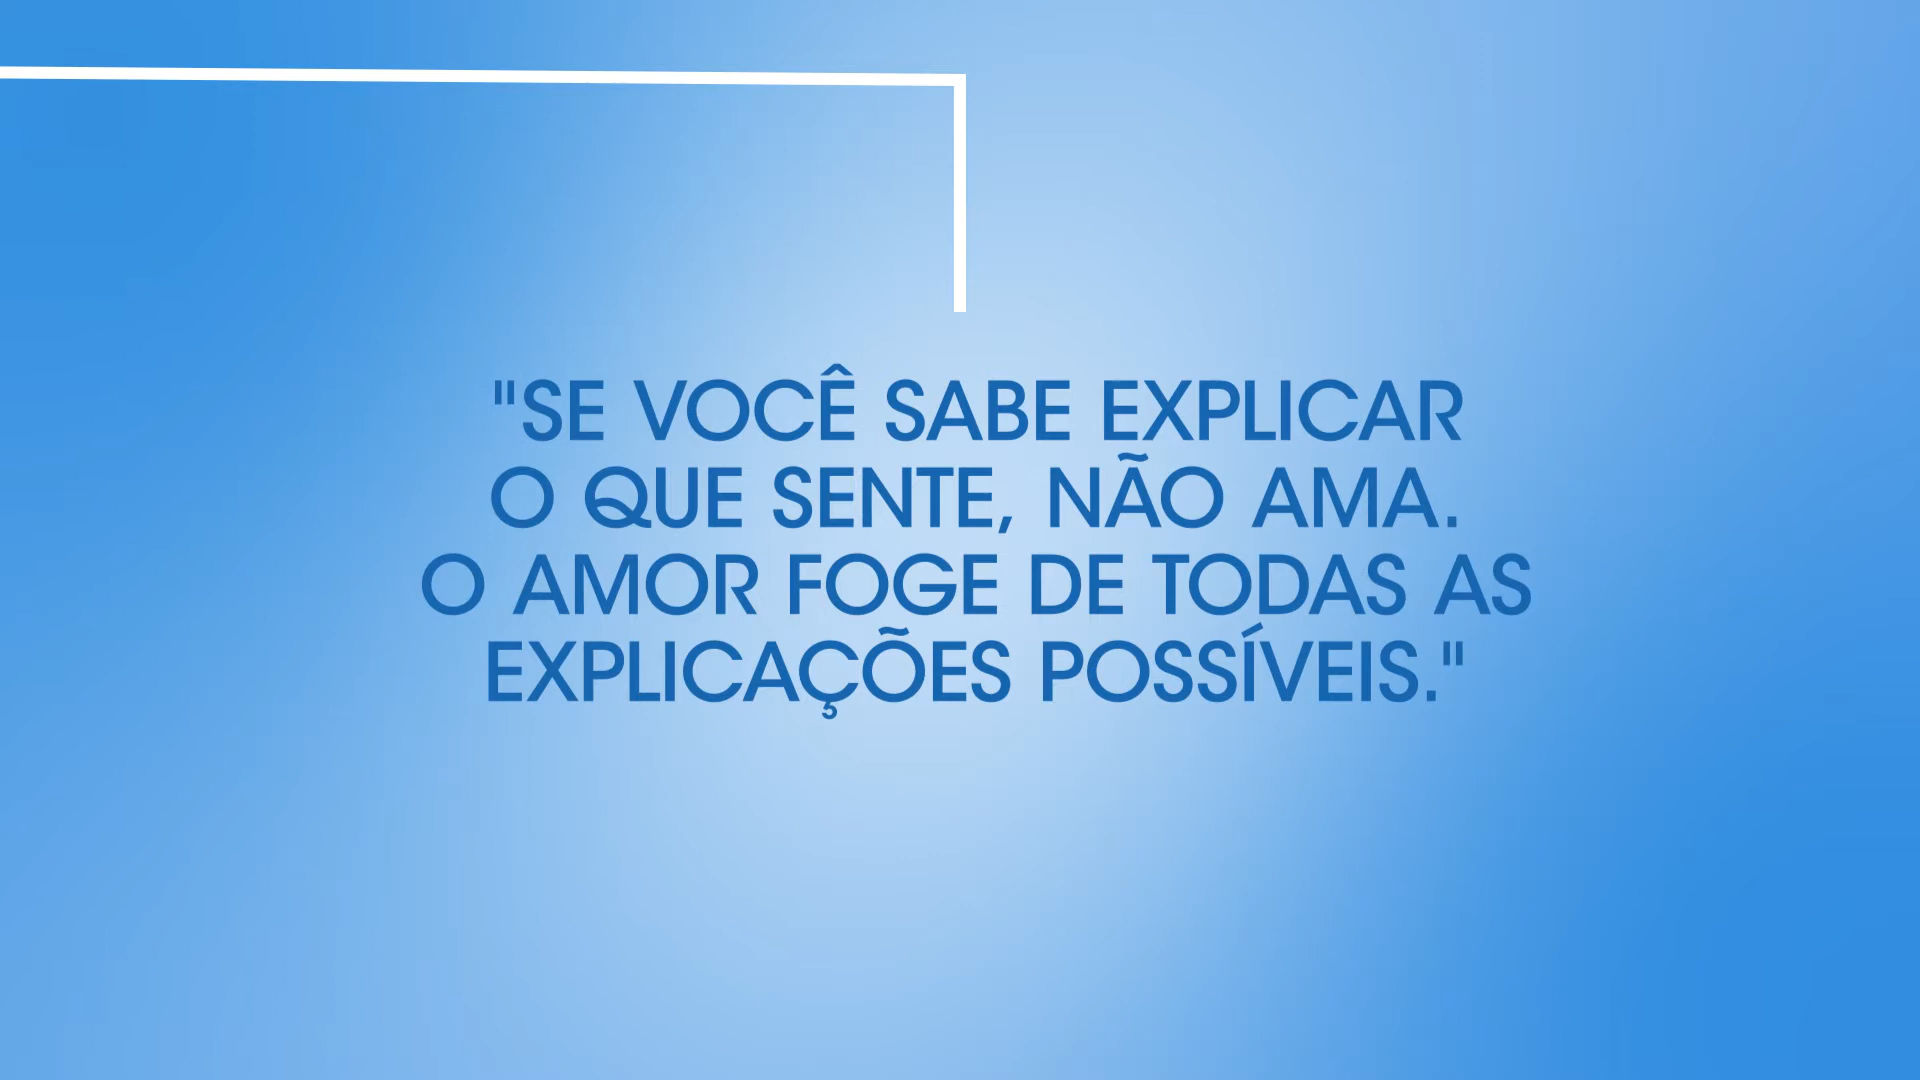 "SE VOCÊ SABE EXPLICAR
O QUE SENTE, NÃO AMA.
O AMOR FOGE DE TODAS AS
EXPLICAÇÕES POSSÍVEIS."